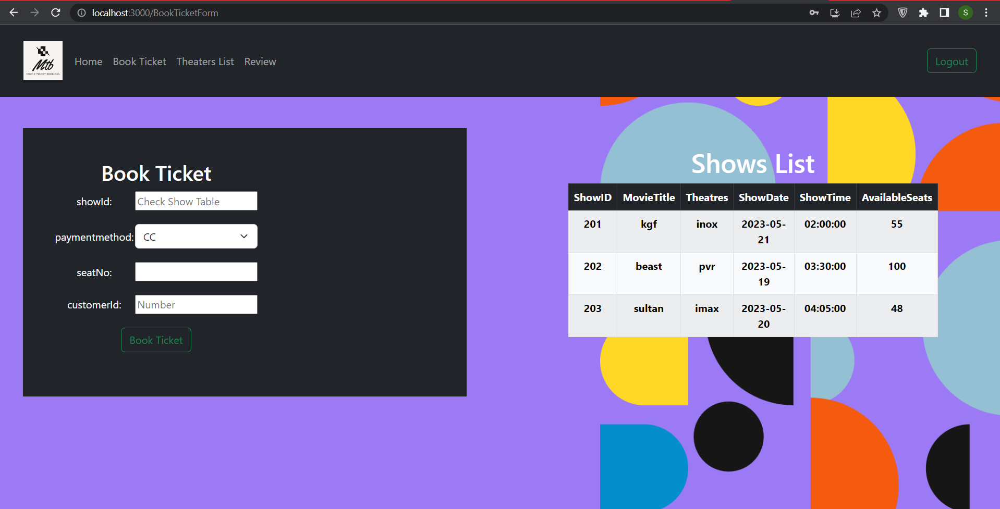 localhost:3000/BookTicketForm
S
Mtb
MOVIE TICKET BOOKING
Home Book Ticket Theaters List Review
Logout
Book Ticket
showId: Check Show Table
paymentmethod: CC
seatNo:
customerId: Number
Book Ticket
Shows List
ShowID MovieTitle Theatres ShowDate ShowTime AvailableSeats
201 kgf inox 2023-05- 02:00:00 55
21
202 beast pvr 2023-05- 03:30:00 100
19
203 sultan imax 2023-05- 04:05:00 48
20